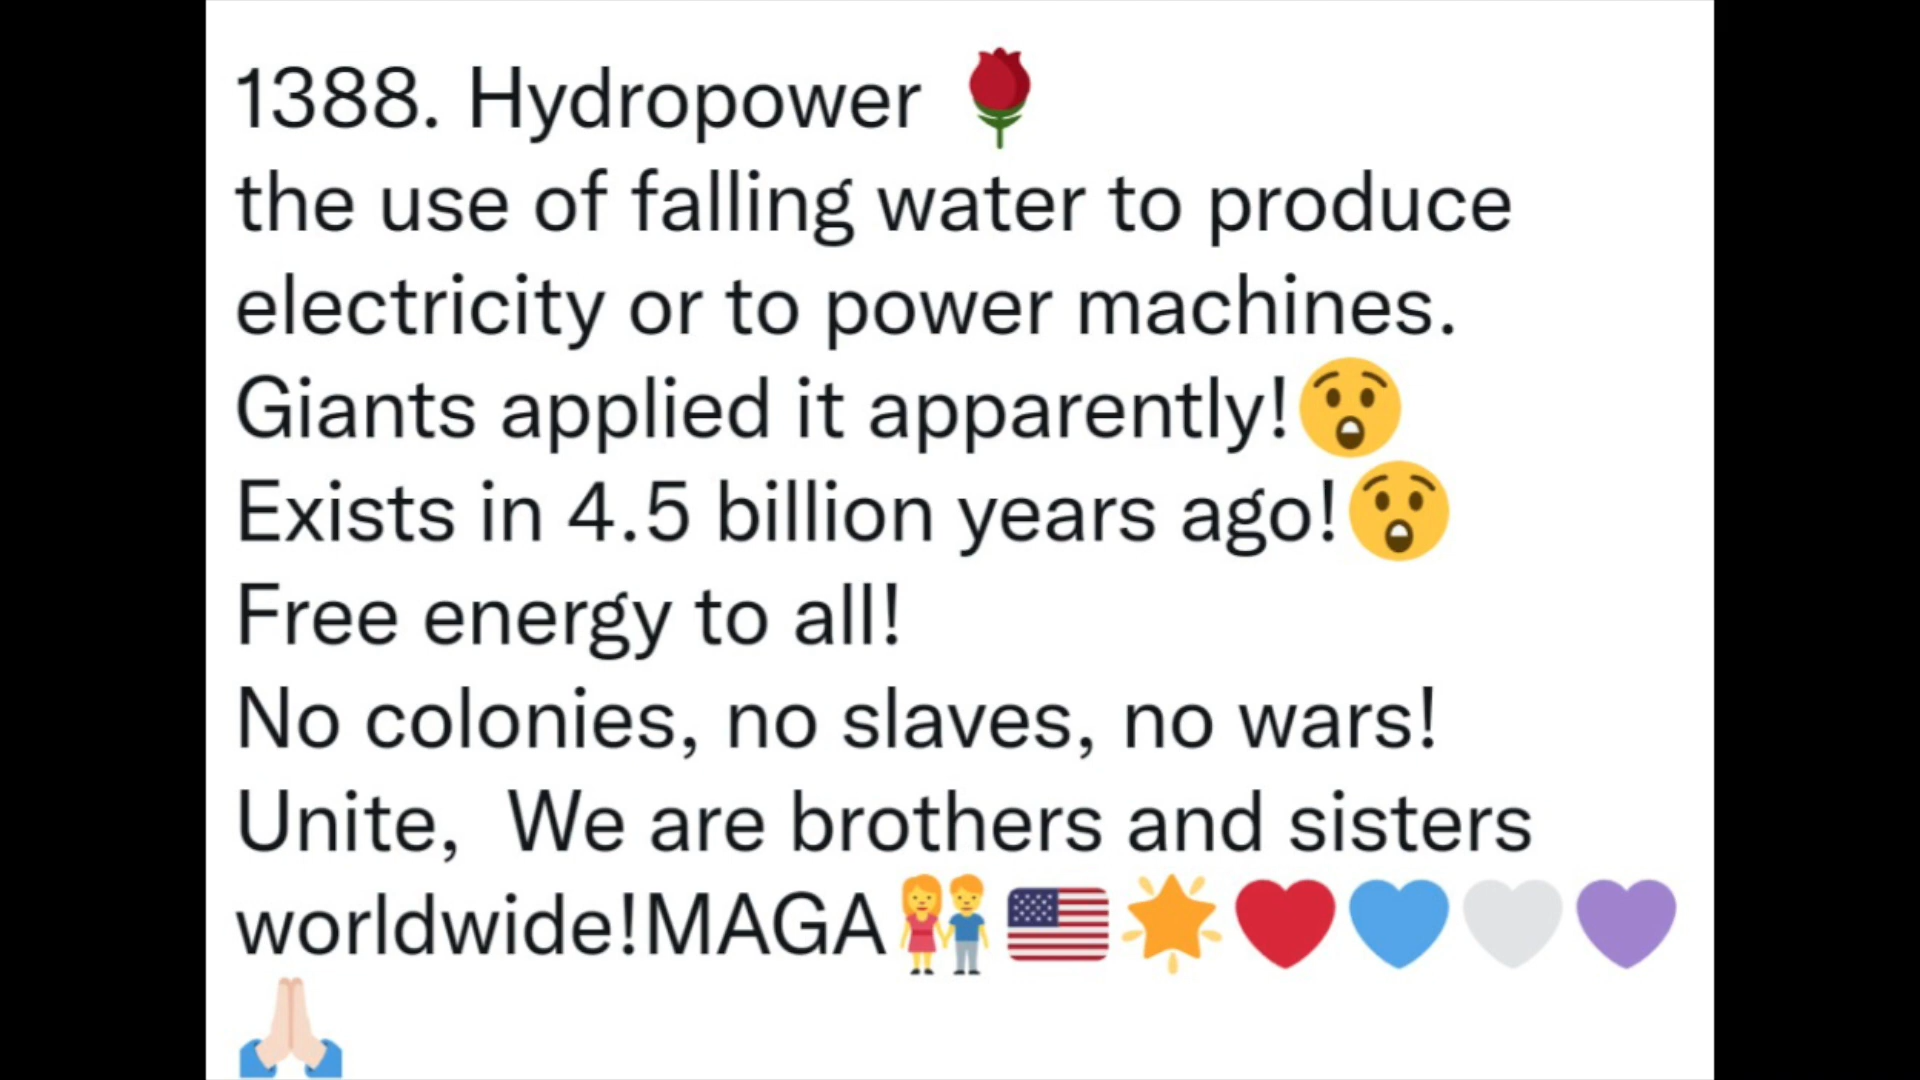 1388. Hydropower 🌹
the use of falling water to produce
electricity or to power machines.
Giants applied it apparently!😲
Exists in 4.5 billion years ago!😲
Free energy to all!
No colonies, no slaves, no wars!
Unite,  We are brothers and sisters
worldwide!MAGA👫🇺🇸🌟❤️💙🤍💜
🙏🏻